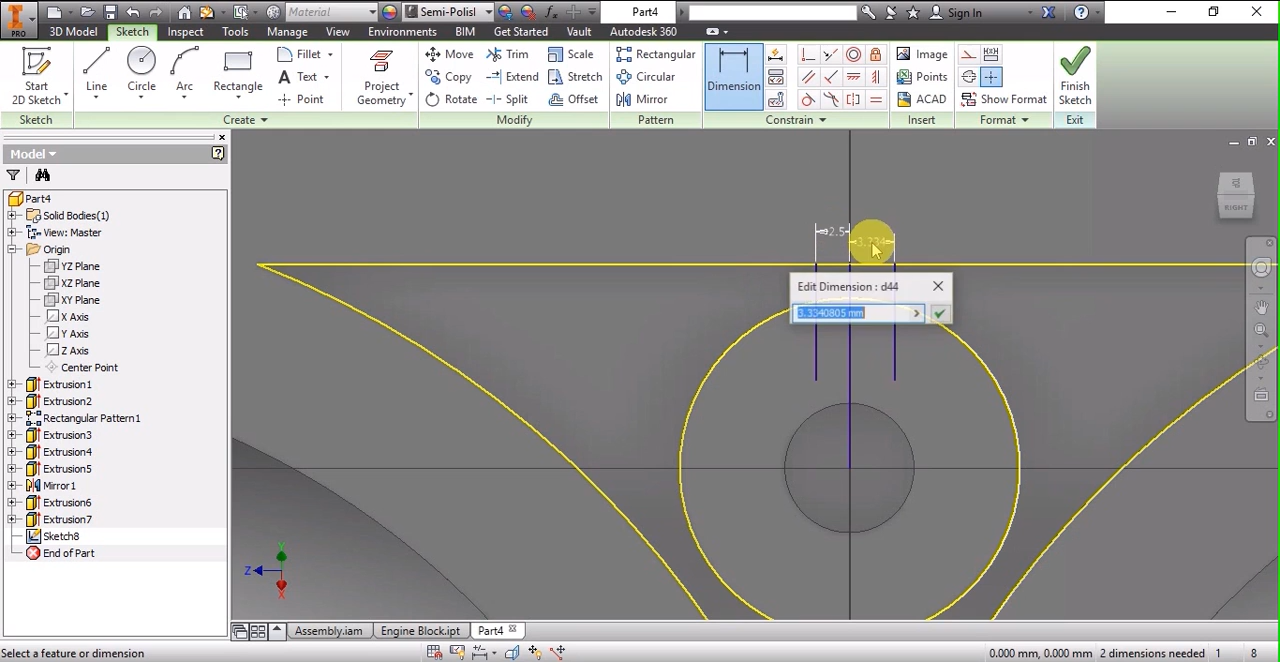 Material
Semi-Polisl
Part4
Sign In
PRO
3D Model Sketch Inspect Tools Manage View Environments BIM Get Started Vault Autodesk 360
Start 2D Sketch
Line
Circle
Arc
Rectangle
Fillet
Text
Point
Project Geometry
Move
Copy
Rotate
Trim
Extend
Split
Scale
Stretch
Offset
Rectangular
Circular
Mirror
Dimension
Image
Points
ACAD
Show Format
Finish Sketch
Sketch
Create
Modify
Pattern
Constrain
Insert
Format
Exit
Model
Part4
Solid Bodies(1)
View: Master
Origin
YZ Plane
XZ Plane
XY Plane
X Axis
Y Axis
Z Axis
Center Point
Extrusion1
Extrusion2
Rectangular Pattern1
Extrusion3
Extrusion4
Extrusion5
Mirror1
Extrusion6
Extrusion7
Sketch8
End of Part
2.5
3.334
Edit Dimension : d44
3.3340805 mm
RIGHT
Z
X
Assembly.iam
Engine Block.ipt
Part4
Select a feature or dimension
0.000 mm, 0.000 mm
2 dimensions needed
1
8